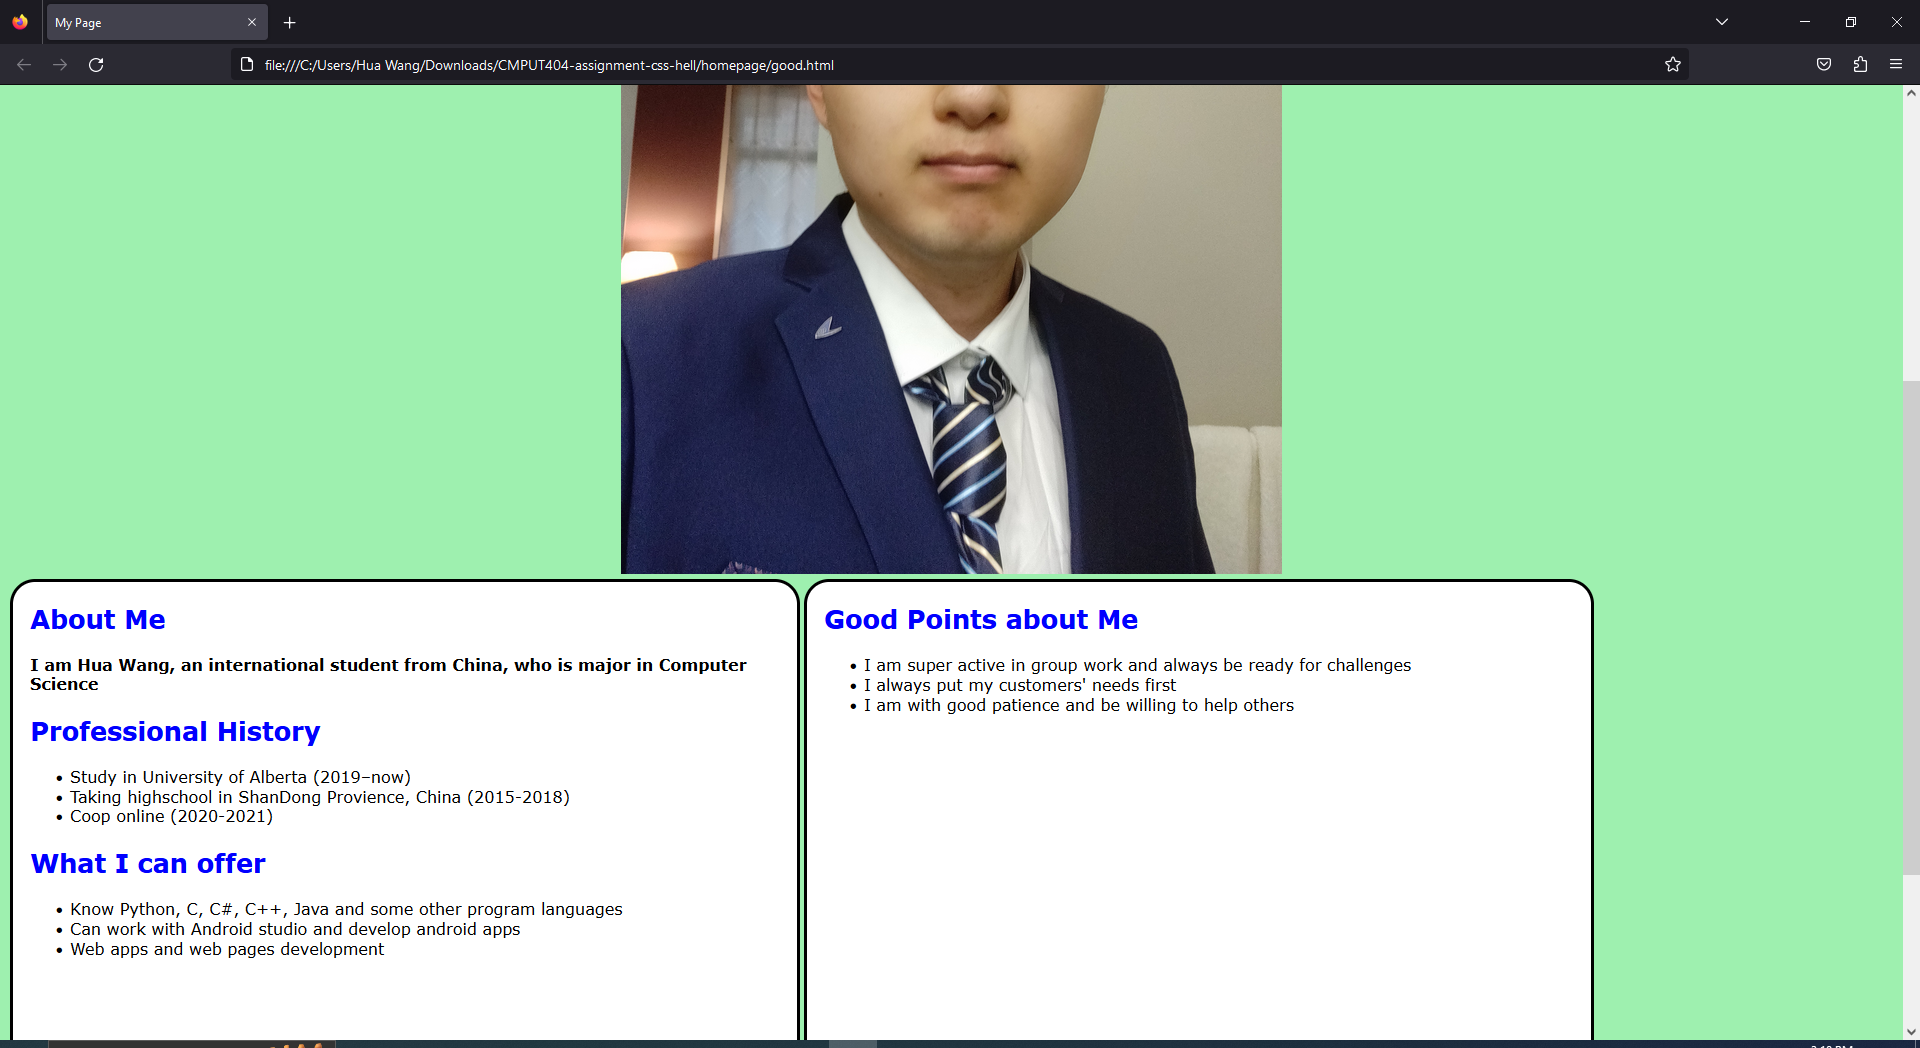 My Page
file:///C:/Users/Hua Wang/Downloads/CMPUT404-assignment-css-hell/homepage/good.html
About Me
I am Hua Wang, an international student from China, who is major in Computer
Science
Professional History
Study in University of Alberta (2019–now)
Taking highschool in ShanDong Provience, China (2015-2018)
Coop online (2020-2021)
What I can offer
Know Python, C, C#, C++, Java and some other program languages
Can work with Android studio and develop android apps
Web apps and web pages development
Good Points about Me
I am super active in group work and always be ready for challenges
I always put my customers' needs first
I am with good patience and be willing to help others